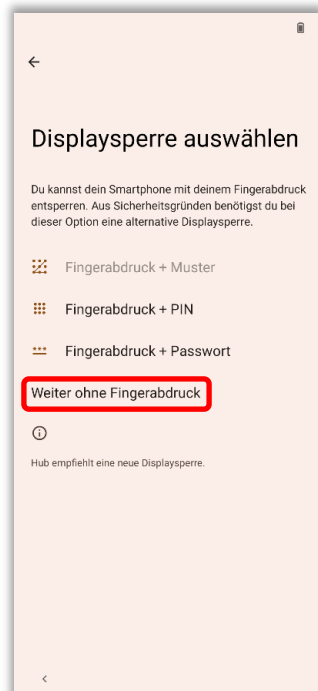 Displaysperre auswählen
Du kannst dein Smartphone mit deinem Fingerabdruck
entsperren. Aus Sicherheitsgründen benötigst du bei
dieser Option eine alternative Displaysperre.
Fingerabdruck + Muster
Fingerabdruck + PIN
Fingerabdruck + Passwort
Weiter ohne Fingerabdruck
Hub empfiehlt eine neue Displaysperre.